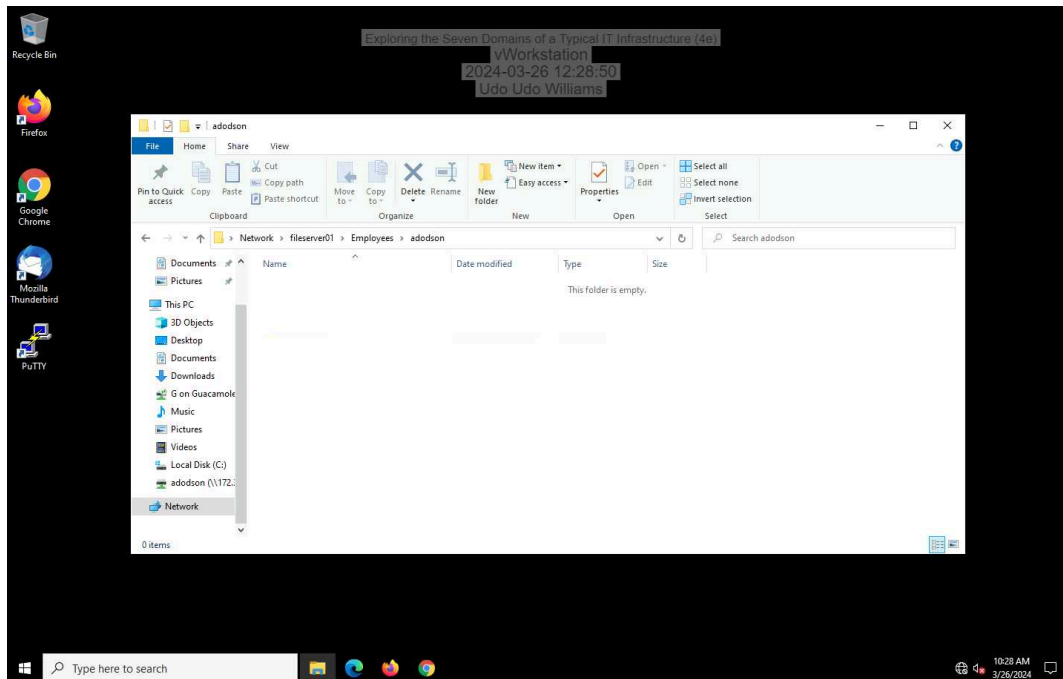 Recycle Bin
Firefox
Google
Chrome
Mozilla
Thunderbird
PuTTY
Exploring the Seven Domains of a Typical IT Infrastructure (4e)
vWorkstation
2024-03-26 12:28:50
Udo Udo Williams
adodson
File Home Share View
Pin to Quick
access
Copy
Paste
Cut
Copy path
Paste shortcut
Clipboard
Move
to
Copy
to
Delete
Rename
Organize
New
folder
New item
Easy access
New
Properties
Open
Edit
Open
Select all
Select none
Invert selection
Select
Network > fileserver01 > Employees > adodson
Search adodson
Documents
Pictures
This PC
3D Objects
Desktop
Documents
Downloads
G on Guacamole
Music
Pictures
Videos
Local Disk (C:)
adodson (\\172.
Network
Name Date modified Type Size
This folder is empty.
0 items
Type here to search
10:28 AM
3/26/2024